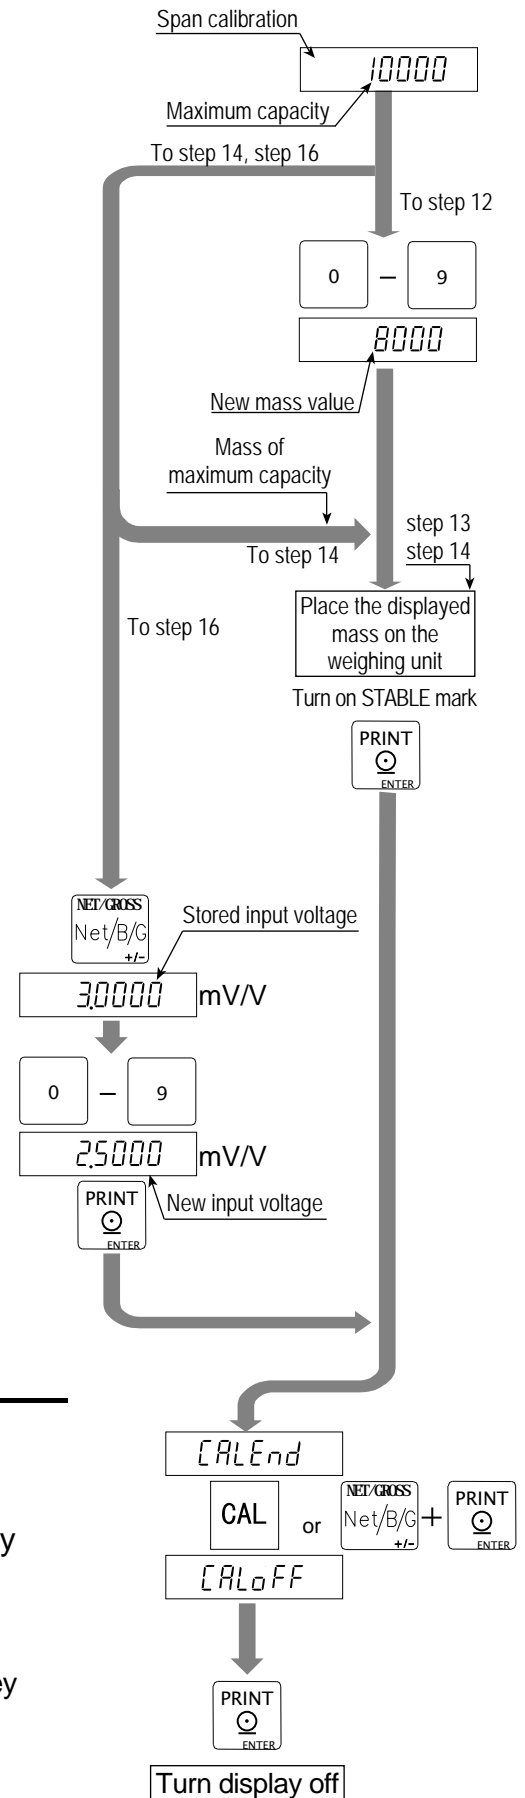 Span calibration
10000
Maximum capacity
To step 14, step 16
To step 12
0 – 9
8000
New mass value
Mass of
maximum capacity
To step 14
step 13
step 14
Place the displayed
mass on the
weighing unit
To step 16
Turn on STABLE mark
PRINT
ENTER
NET/GROSS
Net/B/G
+/-
Stored input voltage
3.0000 mV/V
0 – 9
2.5000 mV/V
PRINT
ENTER
New input voltage
CALEnd
CAL or NET/GROSS Net/B/G +/- + PRINT ENTER
y
CALoFF
ey
PRINT
ENTER
Turn display off